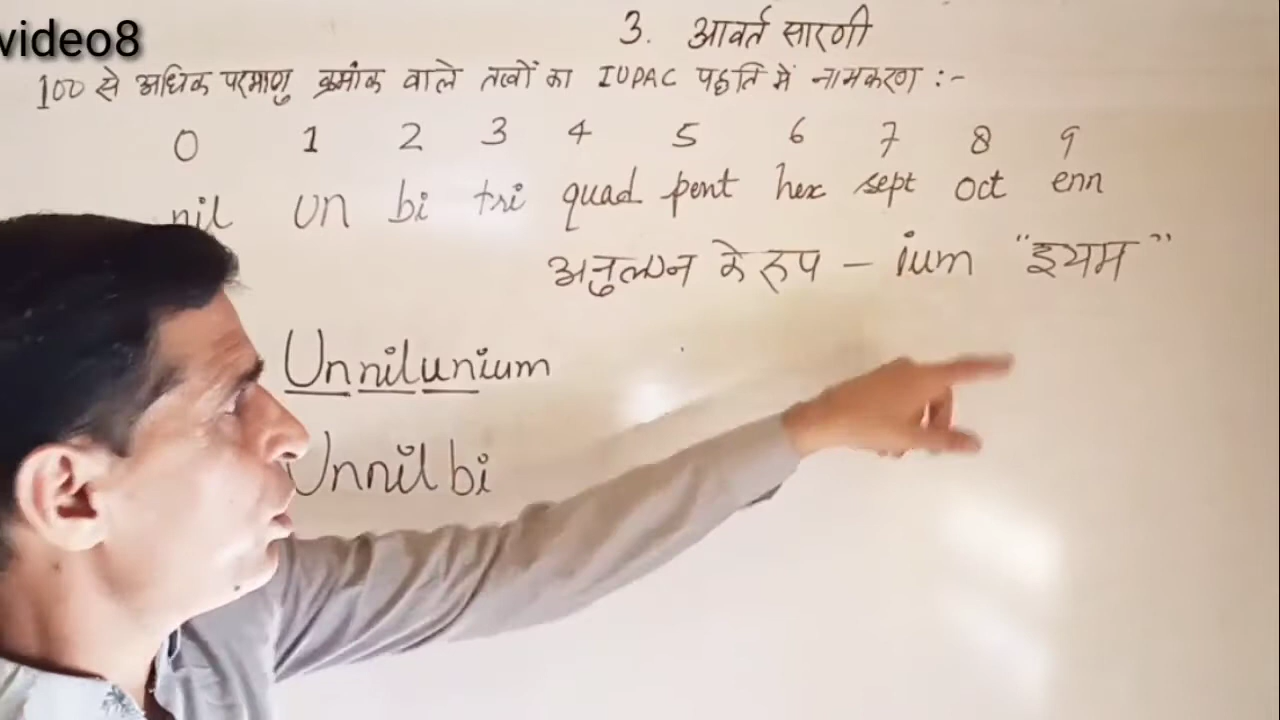 video8
3. आवर्त सारणी
100 से अधिक परमाणु क्रमांक वाले तत्वों का IUPAC पद्धति में नामकरण :-
0 1 2 3 4 5 6 7 8 9
nil un bi tri quad pent hex sept oct enn
अनुलग्न के रूप – ium "इयम"
Unnilunium
Unnilbi